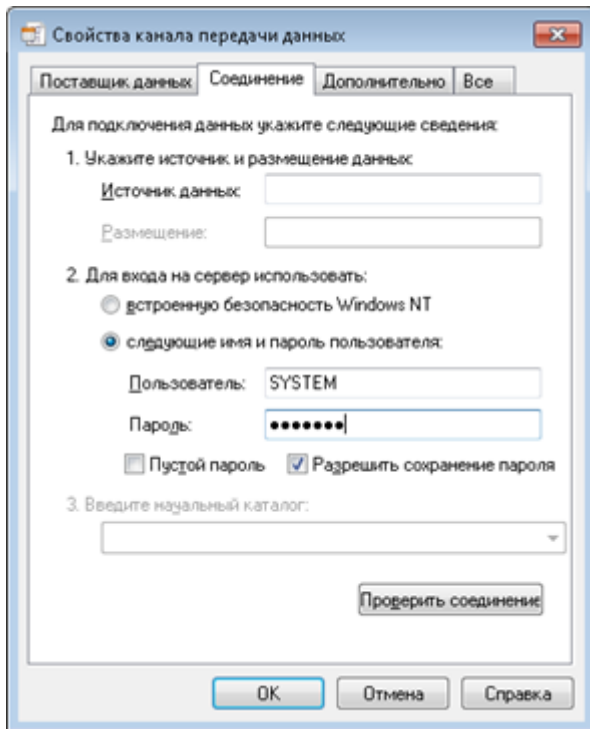 Свойства канала передачи данных
Поставщик данных Соединение Дополнительно Все
Для подключения данных укажите следующие сведения:
1. Укажите источник и размещение данных:
Источник данных:
Размещение:
2. Для входа на сервер использовать:
встроенную безопасность Windows NT
следующие имя и пароль пользователя:
Пользователь: SYSTEM
Пароль: •••••••
Пустой пароль Разрешить сохранение пароля
3. Введите начальный каталог:
Проверить соединение
OK Отмена Справка